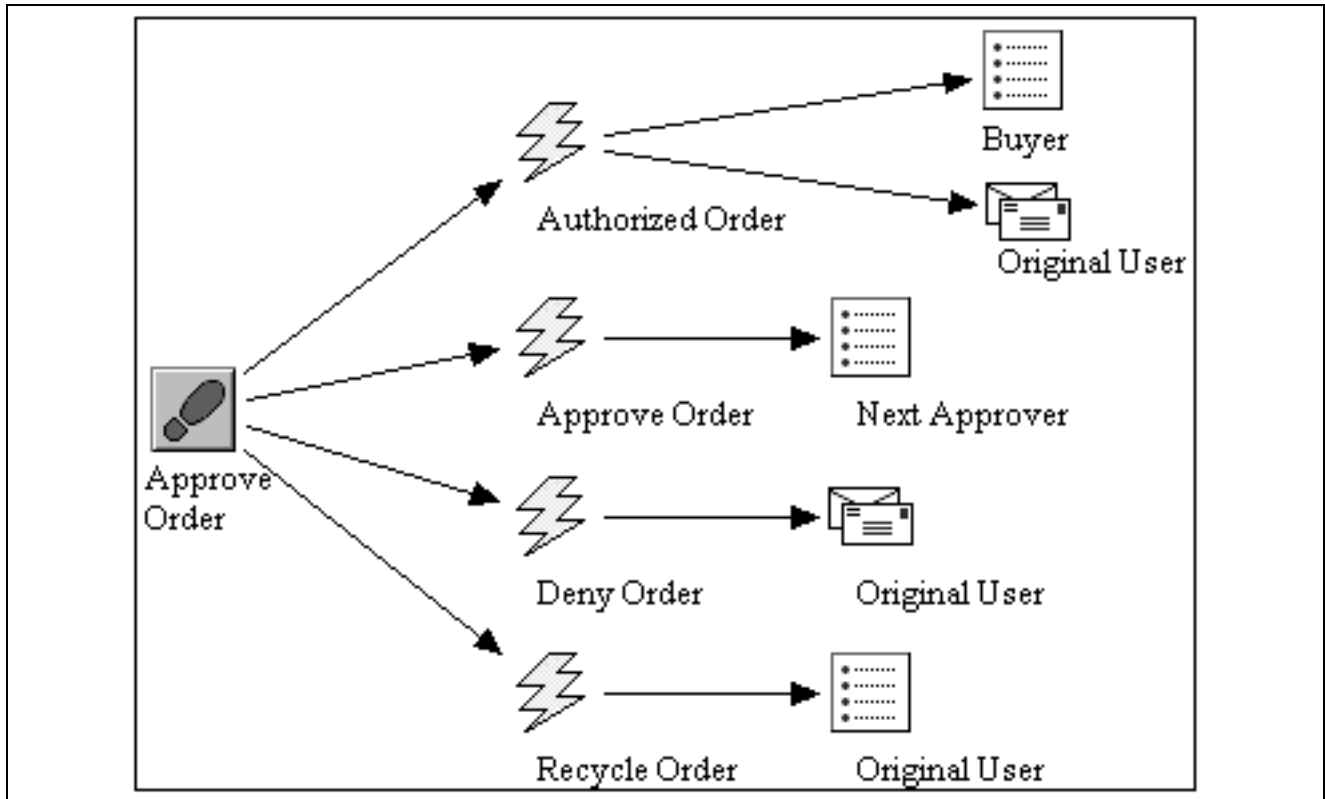 Buyer
Authorized Order
Original User
Approve Order
Next Approver
Approve
Order
Deny Order
Original User
Recycle Order
Original User